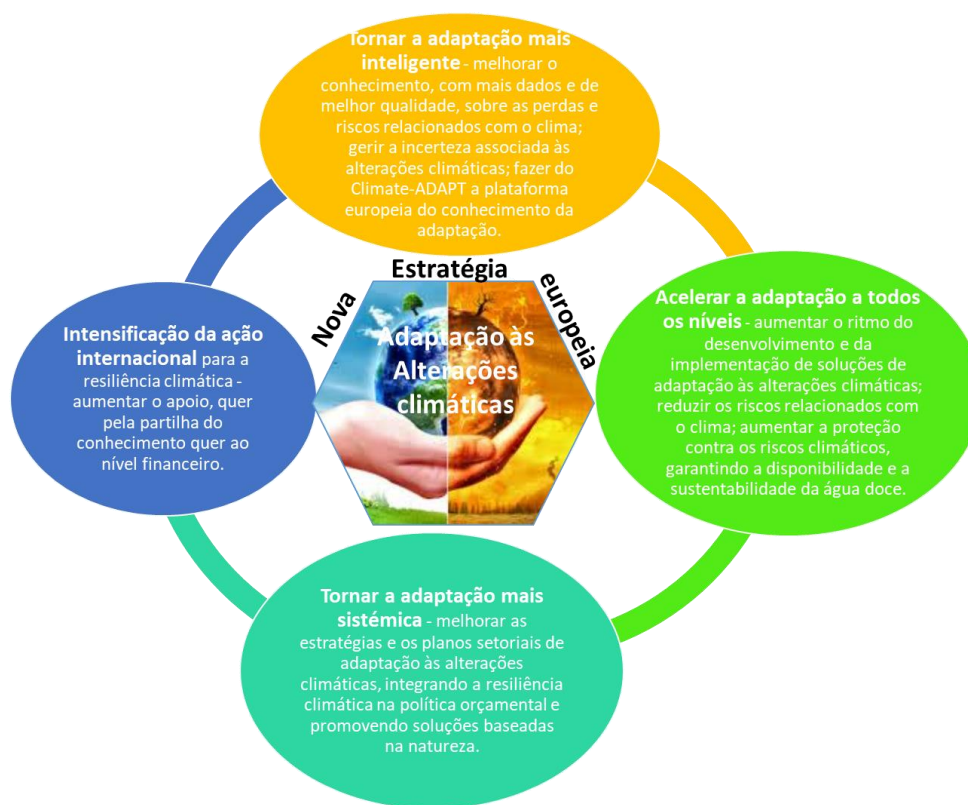 Tornar a adaptação mais
inteligente - melhorar o
conhecimento, com mais dados e de
melhor qualidade, sobre as perdas e
riscos relacionados com o clima;
gerir a incerteza associada às
alterações climáticas; fazer do
Climate-ADAPT a plataforma
europeia do conhecimento da
adaptação.
Nova
Estratégia
europeia
Adaptação às
Alterações
climáticas
Acelerar a adaptação a todos
os níveis - aumentar o ritmo do
desenvolvimento e da
implementação de soluções de
adaptação às alterações climáticas;
reduzir os riscos relacionados com
o clima; aumentar a proteção
contra os riscos climáticos,
garantindo a disponibilidade e a
sustentabilidade da água doce.
Tornar a adaptação mais
sistémica - melhorar as
estratégias e os planos setoriais de
adaptação às alterações
climáticas, integrando a resiliência
climática na política orçamental e
promovendo soluções baseadas
na natureza.
Intensificação da ação
internacional para a
resiliência climática -
aumentar o apoio, quer
pela partilha do
conhecimento quer ao
nível financeiro.